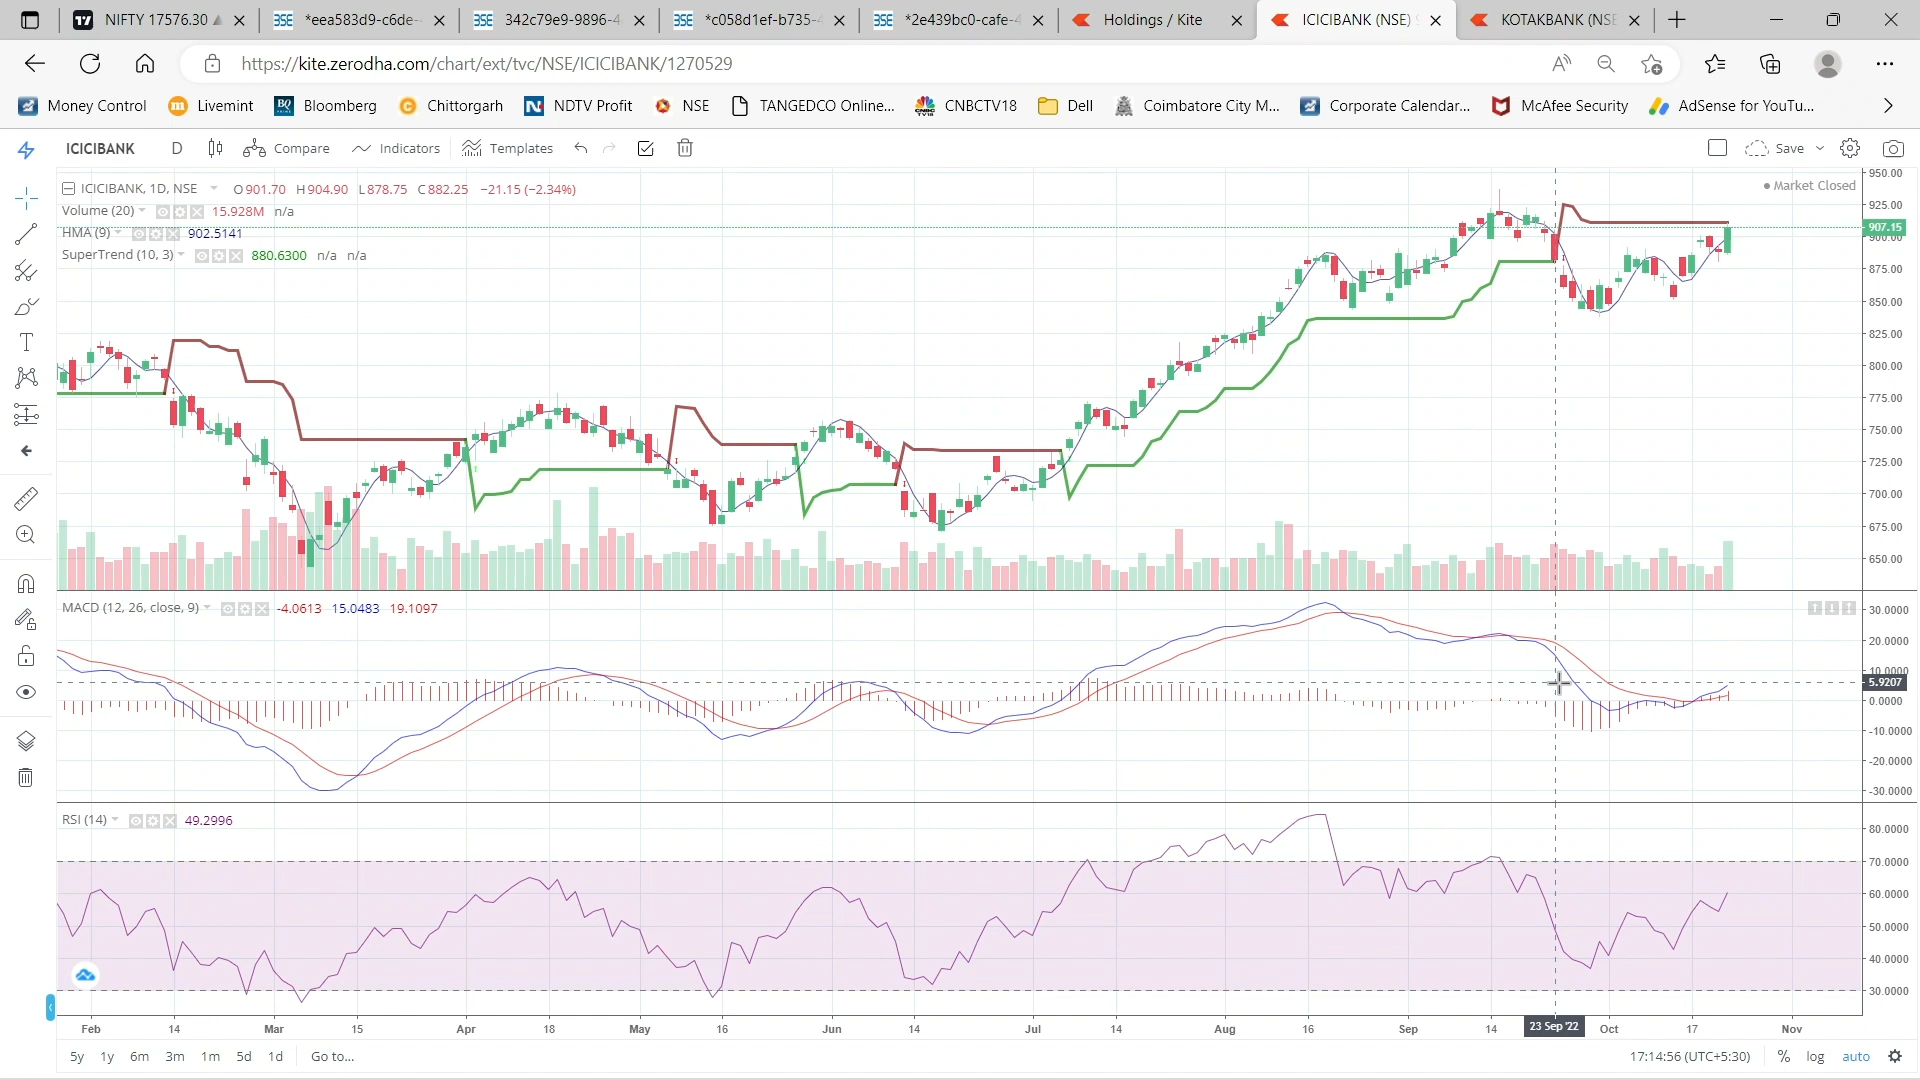 NIFTY 17576.30
*eea583d9-c6de-
342c79e9-9896-4
*c058d1ef-b735-4
*2e439bc0-cafe-4
Holdings / Kite
ICICIBANK (NSE)
KOTAKBANK (NSE
https://kite.zerodha.com/chart/ext/tvc/NSE/ICICIBANK/1270529
Money Control Livemint Bloomberg Chittorgarh NDTV Profit NSE TANGEDCO Online... CNBCTV18 Dell Coimbatore City M... Corporate Calendar... McAfee Security AdSense for YouTu...
ICICIBANK D Compare Indicators Templates Save
ICICIBANK, 1D, NSE O901.70 H904.90 L878.75 C882.25 −21.15 (−2.34%)
Market Closed
Volume (20) 15.928M n/a
HMA (9) 902.5141
SuperTrend (10, 3) 880.6300 n/a n/a
950.00
925.00
907.15
900.00
875.00
850.00
825.00
800.00
775.00
750.00
725.00
700.00
675.00
650.00
MACD (12, 26, close, 9) -4.0613 15.0483 19.1097
30.0000
20.0000
10.0000
5.9207
0.0000
-10.0000
-20.0000
-30.0000
RSI (14) 49.2996
80.0000
70.0000
60.0000
50.0000
40.0000
30.0000
Feb 14 Mar 15 Apr 18 May 16 Jun 14 Jul 14 Aug 16 Sep 14 23 Sep '22 Oct 17 Nov
5y 1y 6m 3m 1m 5d 1d Go to... 17:14:56 (UTC+5:30) % log auto